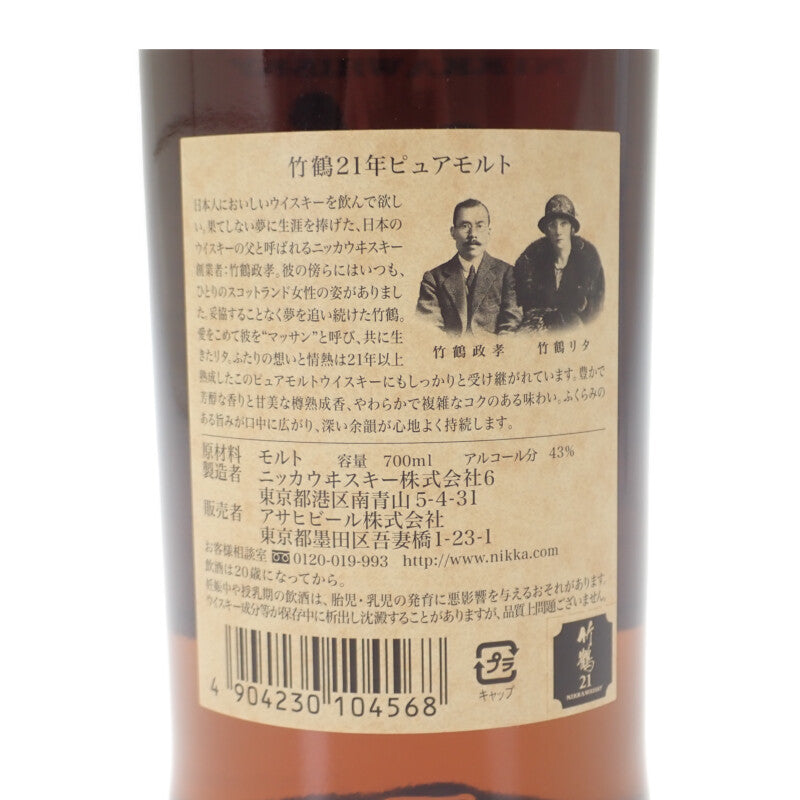 竹鶴21年ピュアモルト
日本人においしいウイスキーを飲んで欲し
い。果てしない夢に生涯を捧げた、日本の
ウイスキーの父と呼ばれるニッカウヰスキー
創業者:竹鶴政孝。彼の傍らにはいつも、
ひとりのスコットランド女性の姿がありまし
た。妥協することなく夢を追い続けた竹鶴。
愛をこめて彼を“マッサン”と呼び、共に生
きたリタ。ふたりの想いと情熱は21年以上
熟成したこのピュアモルトウイスキーにもしっかりと受け継がれています。豊かで
芳醇な香りと甘美な樽熟成香、やわらかで複雑なコクのある味わい。ふくらみの
ある旨みが口中に広がり、深い余韻が心地よく持続します。
竹鶴政孝 竹鶴リタ
原材料 モルト 容量 700ml アルコール分 43%
製造者 ニッカウヰスキー株式会社6
東京都港区南青山5-4-31
販売者 アサヒビール株式会社
東京都墨田区吾妻橋1-23-1
お客様相談室 0120-019-993 http://www.nikka.com
飲酒は20歳になってから。
妊娠中や授乳期の飲酒は、胎児・乳児の発育に悪影響を与えるおそれがあります。
ウイスキー成分等が保存中に析出し沈澱することがありますが、品質上問題ございません。
4 904230 104568
プラ
キャップ
竹鶴
21
NIKKA WHISKY